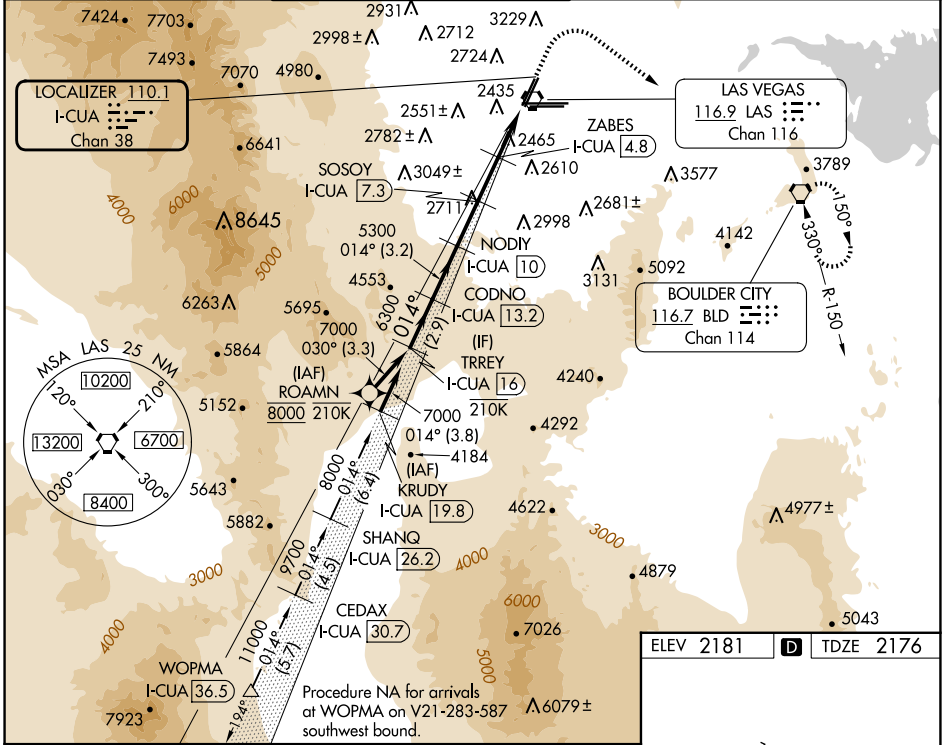 7424
7703
7493
7070
4980
2931
2998 ±
2712
3229
2724
LOCALIZER 110.1
I-CUA
Chan 38
2435
2551±
2782 ±
LAS VEGAS
116.9 LAS
Chan 116
ZABES
I-CUA 4.8
2465
2610
6641
SOSOY
I-CUA 7.3
3049±
2711
3577
3789
4000
6000
8645
5000
2681±
2998
150°
330°
R-150
5300
014° (3.2)
NODIY
I-CUA 10
4142
3131
5092
4553
6300
014°
(2.9)
CODNO
I-CUA 13.2
BOULDER CITY
116.7 BLD
Chan 114
6263
5695
7000
030° (3.3)
(IF)
TRREY
I-CUA 16
210K
5864
(IAF)
ROAMN
8000 210K
4240
MSA LAS 25 NM
120°
10200
210°
13200
6700
030°
8400
300°
5152
7000
014° (3.8)
4292
4184
(IAF)
KRUDY
I-CUA 19.8
8000
014°
(6.4)
5643
5882
4622
4977 ±
SHANQ
I-CUA 26.2
9700
014°
(4.5)
3000
3000
4000
4879
CEDAX
I-CUA 30.7
6000
7026
5043
11000
014°
(5.7)
4000
WOPMA
I-CUA 36.5
5000
ELEV 2181
D
TDZE 2176
194°
7923
Procedure NA for arrivals
at WOPMA on V21-283-587
southwest bound.
6079 ±